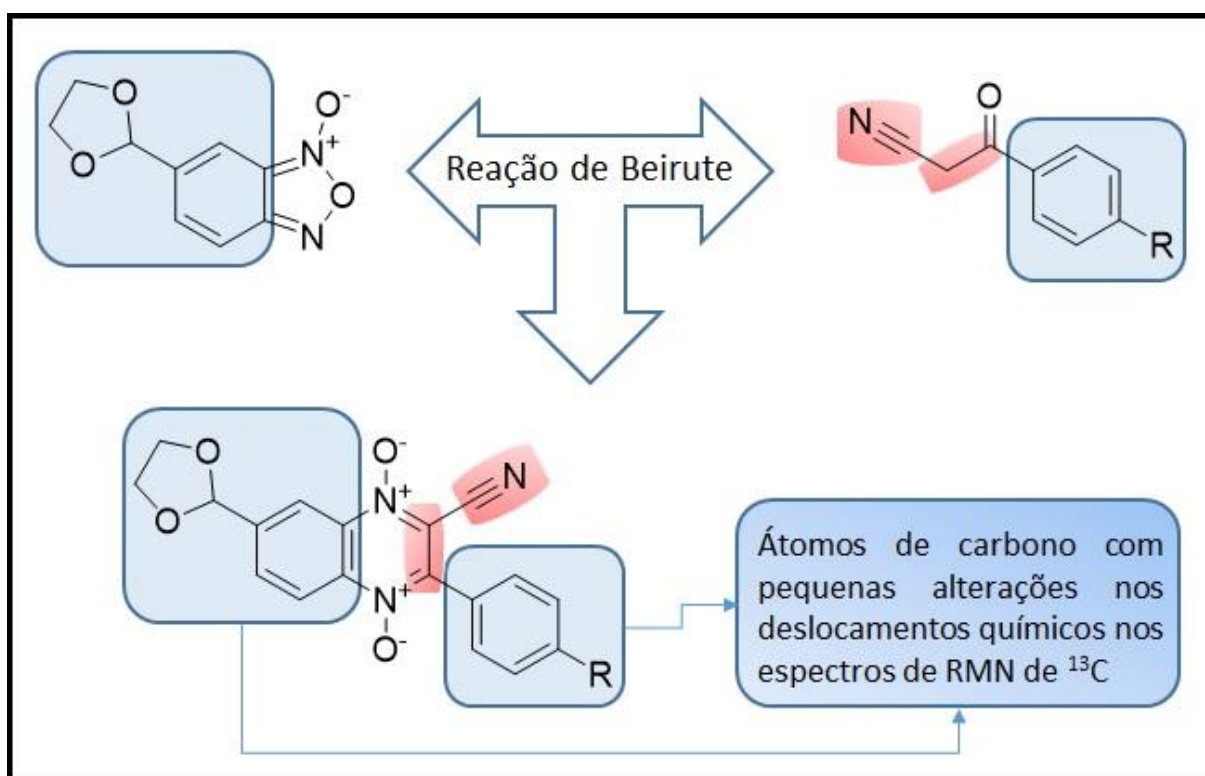 O
O
O-
N+
O
N
Reação de Beirute
N
O
R
O
O
O-
N+
N
N+
O-
R
Átomos de carbono com
pequenas alterações nos
deslocamentos químicos nos
espectros de RMN de ¹³C